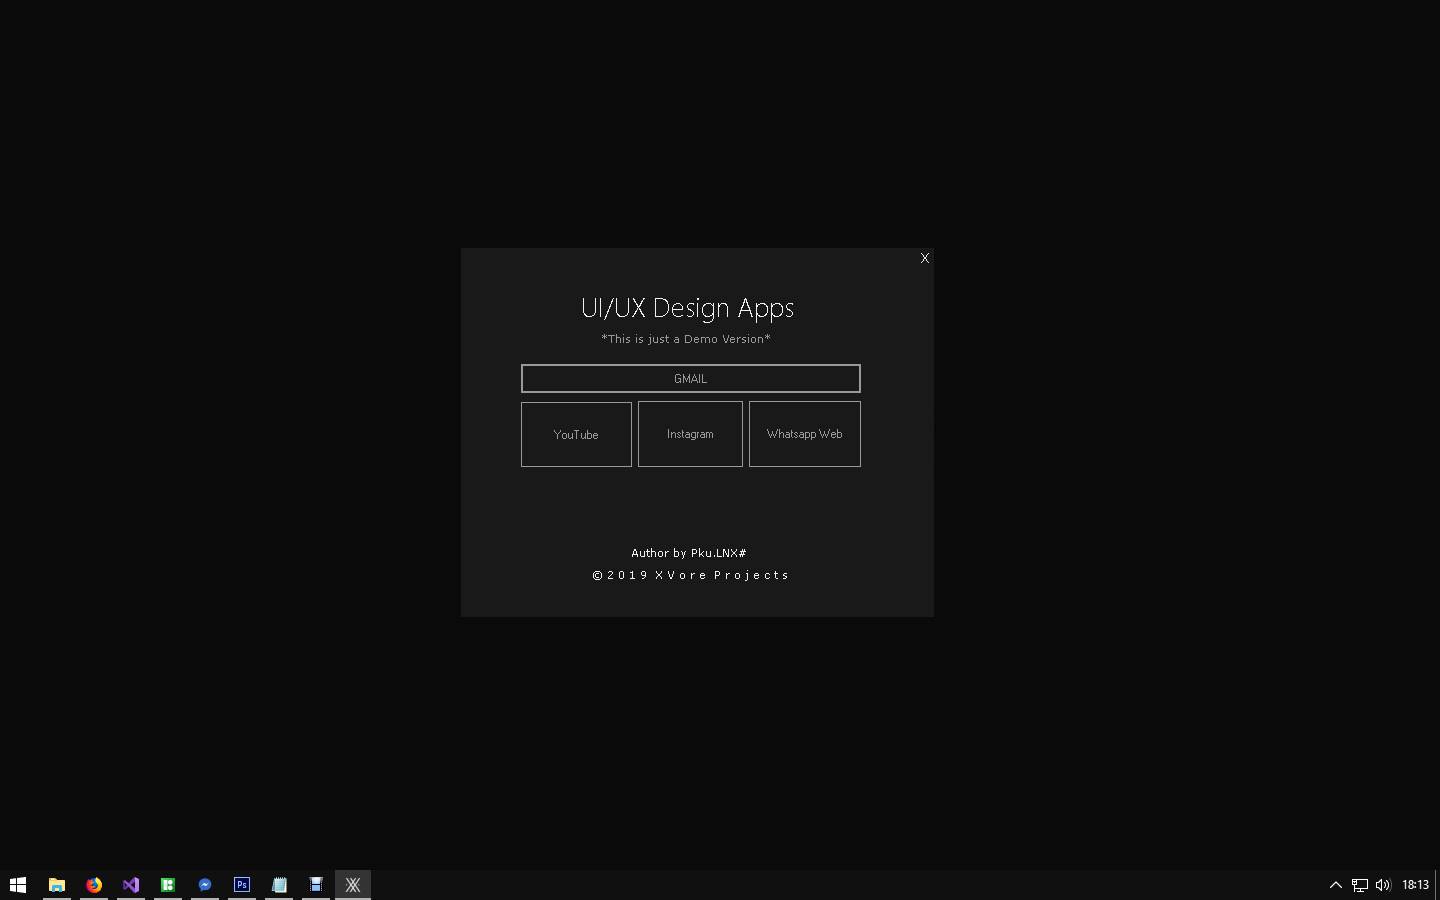 X
UI/UX Design Apps
*This is just a Demo Version*
GMAIL
YouTube
Instagram
Whatsapp Web
Author by Pku.LNX#
©2019 XVore Projects
Ps
18:13